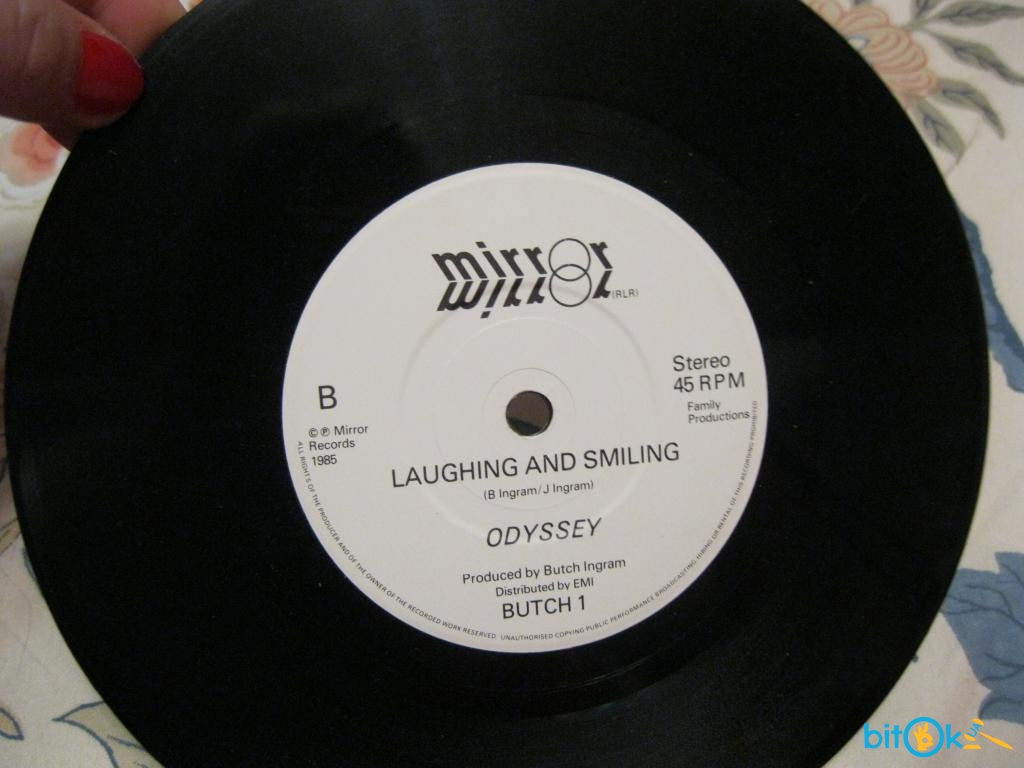 mirror
(RLR)
B
Stereo
45 RPM
Family
Productions
© ℗ Mirror
Records
1985
LAUGHING AND SMILING
(B Ingram/J Ingram)
ODYSSEY
Produced by Butch Ingram
Distributed by EMI
BUTCH 1
ALL RIGHTS OF THE PRODUCER AND OF THE OWNER OF THE RECORDED WORK RESERVED UNAUTHORISED COPYING PUBLIC PERFORMANCE BROADCASTING HIRING OR RENTAL OF THIS RECORDING PROHIBITED
bitOk